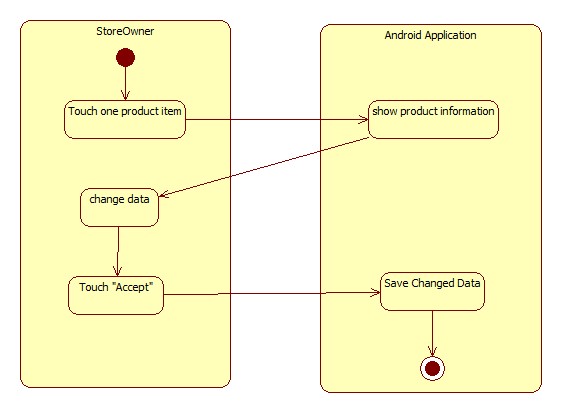 StoreOwner
Android Application
Touch one product item
show product information
change data
Touch "Accept"
Save Changed Data